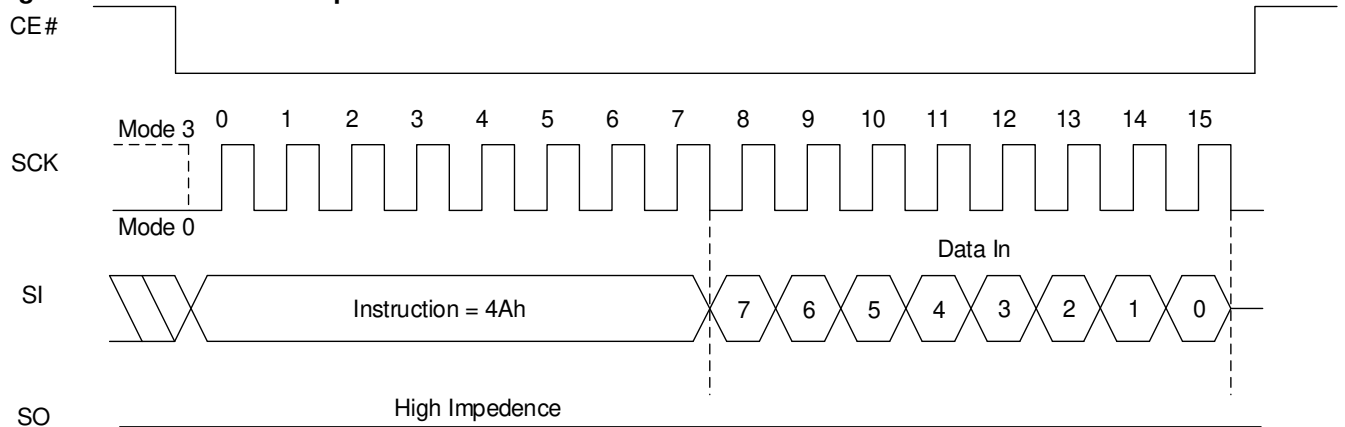 CE#
Mode 3 0 1 2 3 4 5 6 7 8 9 10 11 12 13 14 15
SCK
Mode 0
Data In
SI Instruction = 4Ah 7 6 5 4 3 2 1 0
High Impedence
SO